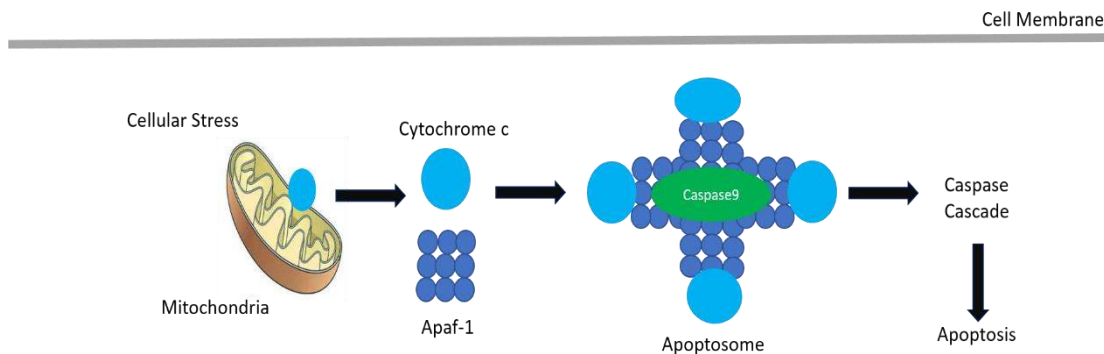 Cell Membrane
Cellular Stress
Cytochrome c
Caspase9
Caspase
Cascade
Mitochondria
Apaf-1
Apoptosome
Apoptosis